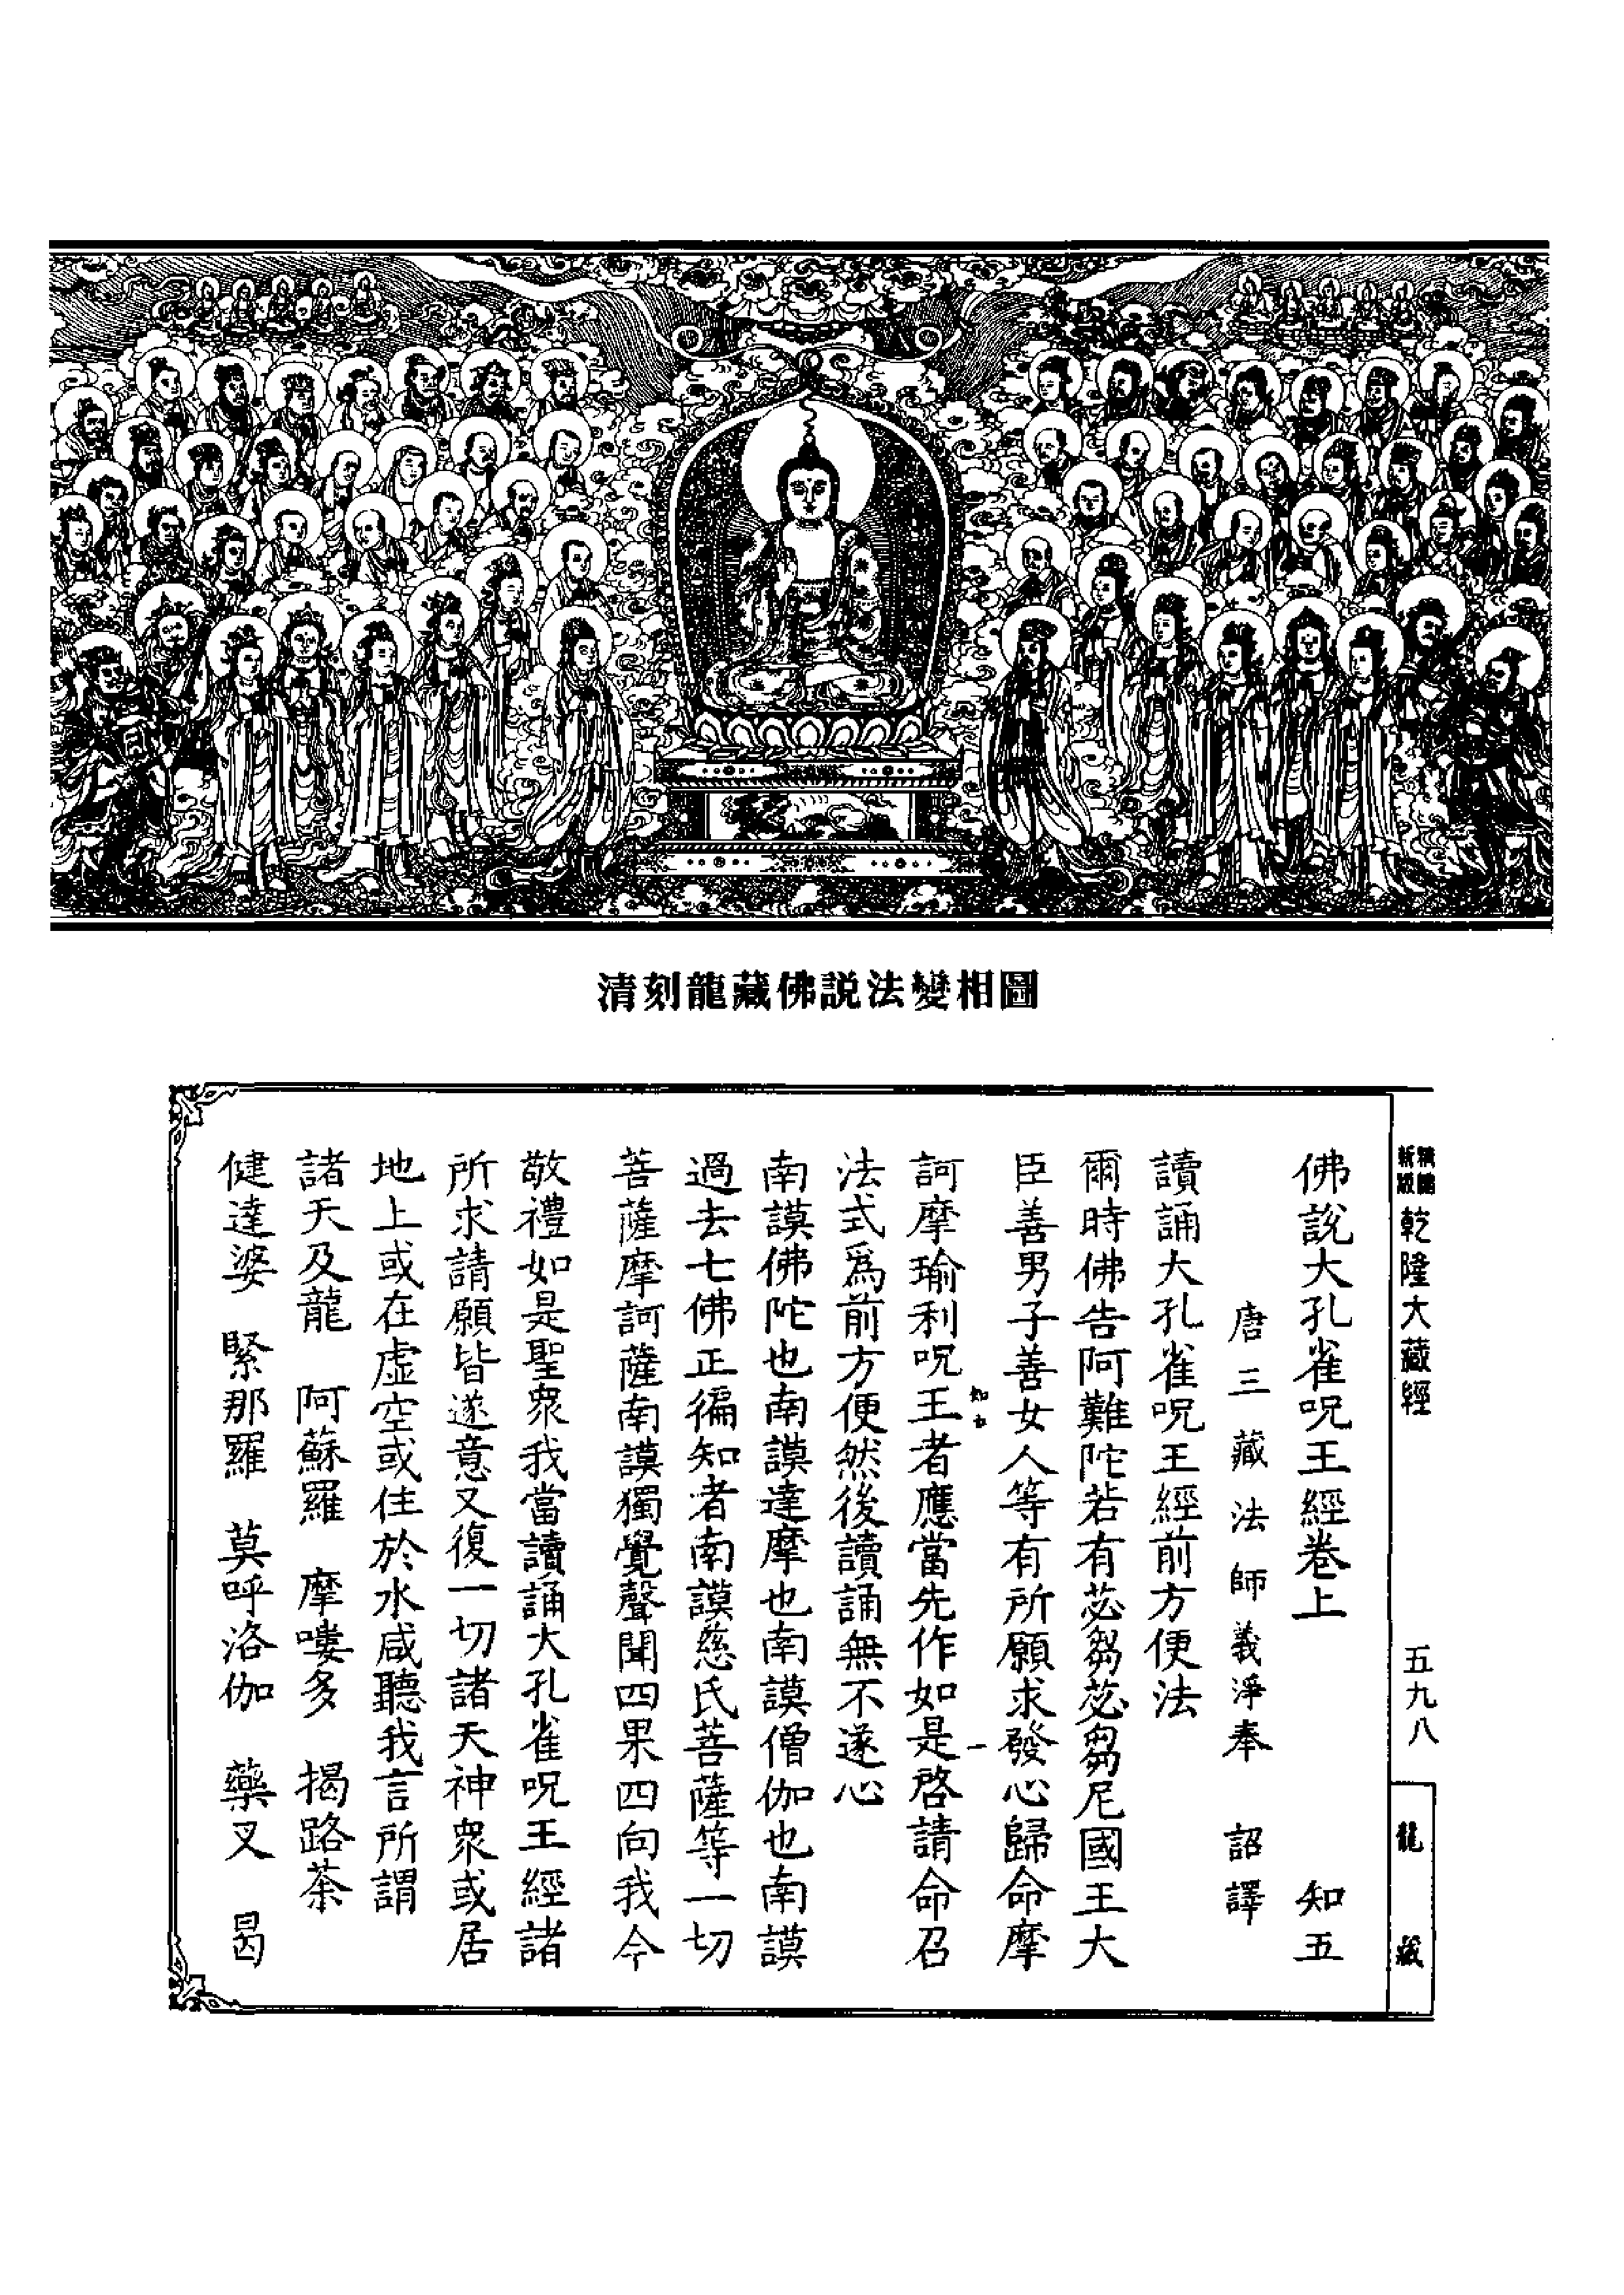 清刻龍藏佛説法變相圖
乾隆大藏經
五九八
龍藏
佛說大孔雀呪王經卷上 知五
唐三藏法師義淨奉 詔譯
讀誦大孔雀呪王經前方便法
爾時佛告阿難陀若有苾芻苾芻尼國王大
臣善男子善女人等有所願求發心歸命摩
知五 一
訶摩瑜利呪王者應當先作如是啓請命召
法式爲前方便然後讀誦無不遂心
南謨佛陀也南謨達摩也南謨僧伽也南謨
過去七佛正徧知者南謨慈氏菩薩等一切
菩薩摩訶薩南謨獨覺聲聞四果四向我今
敬禮如是聖衆我當讀誦大孔雀呪王經諸
所求請願皆遂意又復一切諸天神衆或居
地上或在虛空或住於水咸聽我言所謂
諸天及龍 阿蘇羅 摩嘍多 揭路荼
健達婆 緊那羅 莫呼洛伽 藥叉 曷